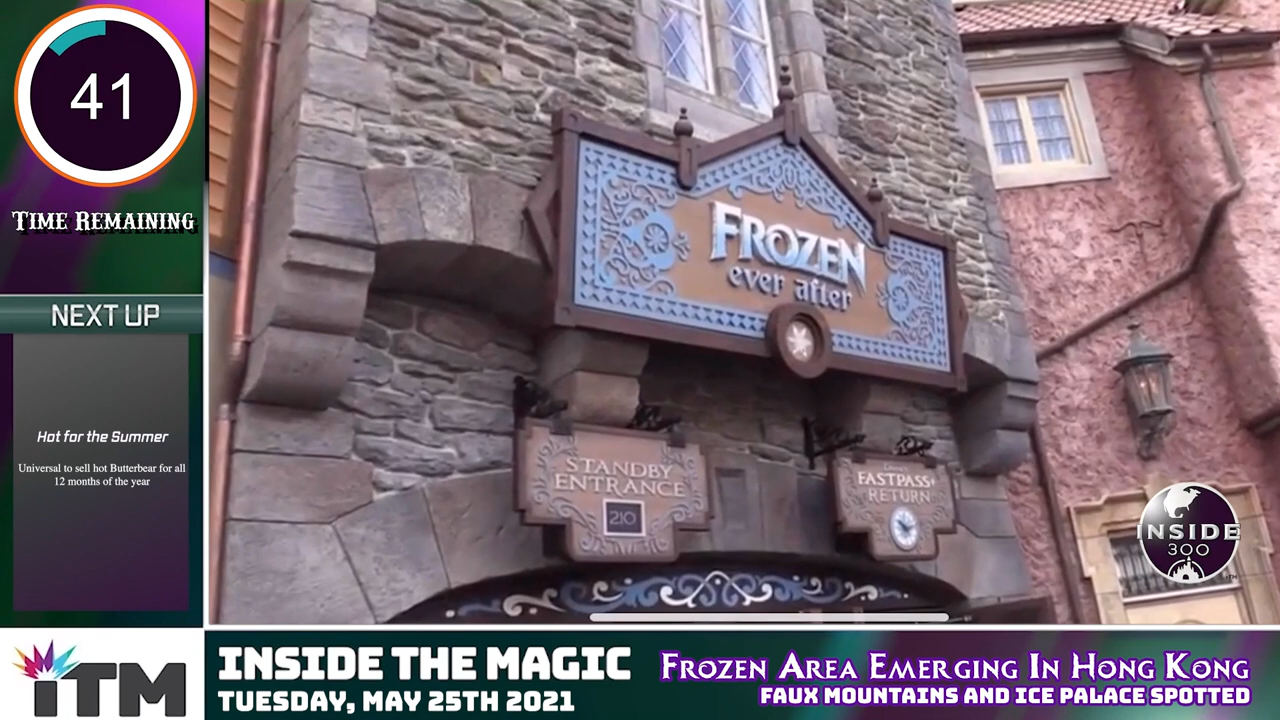 41
TIME REMAINING
NEXT UP
Hot for the Summer
Universal to sell hot Butterbear for all
12 months of the year
FROZEN
ever after
STANDBY
ENTRANCE
210
FASTPASS+
RETURN
INSIDE
300
iTM
INSIDE THE MAGIC
TUESDAY, MAY 25TH 2021
FROZEN AREA EMERGING IN HONG KONG
FAUX MOUNTAINS AND ICE PALACE SPOTTED